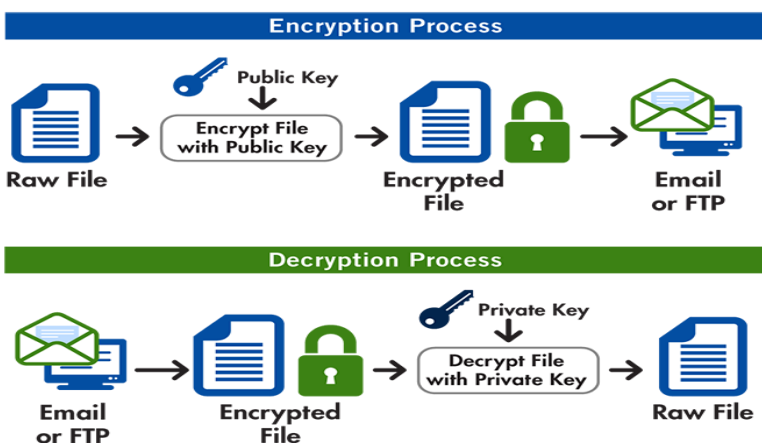 Encryption Process
Public Key
Encrypt File
with Public Key
Raw File
Encrypted
File
Email
or FTP
Decryption Process
Private Key
Decrypt File
with Private Key
Email
or FTP
Encrypted
File
Raw File